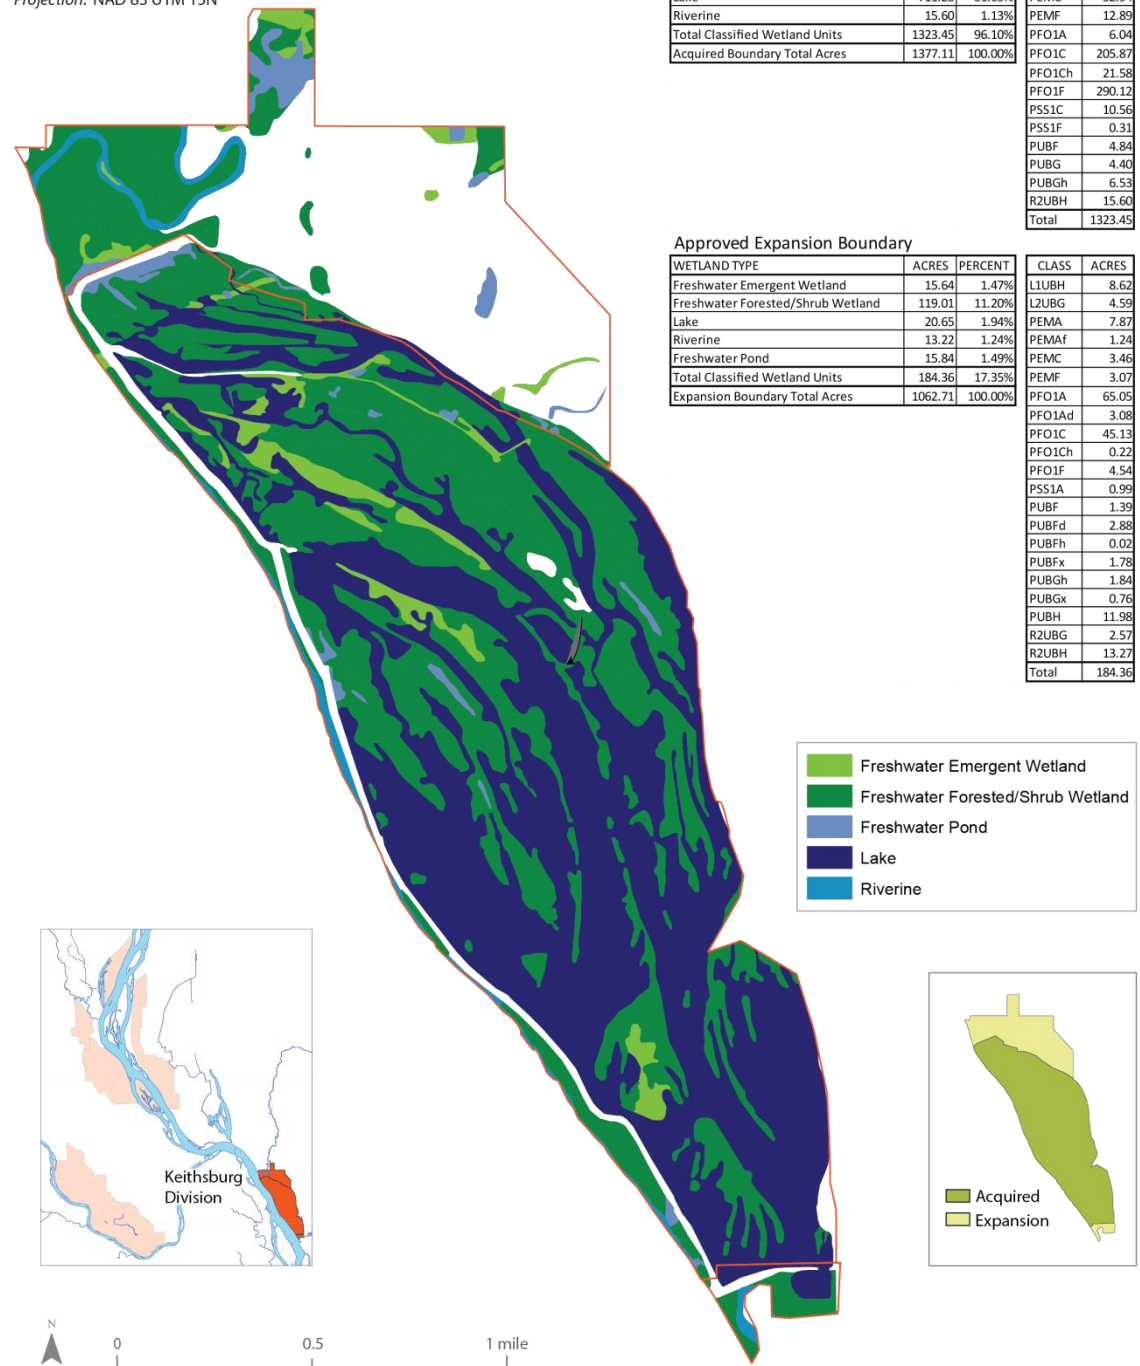 Projection: NAD 83 UTM 15N
Riverine 15.60 1.13%
Total Classified Wetland Units 1323.45 96.10%
Acquired Boundary Total Acres 1377.11 100.00%
PEMF 12.89
PFO1A 6.04
PFO1C 205.87
PFO1Ch 21.58
PFO1F 290.12
PSS1C 10.56
PSS1F 0.31
PUBF 4.84
PUBG 4.40
PUBGh 6.53
R2UBH 15.60
Total 1323.45
Approved Expansion Boundary
WETLAND TYPE ACRES PERCENT
Freshwater Emergent Wetland 15.64 1.47%
Freshwater Forested/Shrub Wetland 119.01 11.20%
Lake 20.65 1.94%
Riverine 13.22 1.24%
Freshwater Pond 15.84 1.49%
Total Classified Wetland Units 184.36 17.35%
Expansion Boundary Total Acres 1062.71 100.00%
CLASS ACRES
L1UBH 8.62
L2UBG 4.59
PEMA 7.87
PEMAf 1.24
PEMC 3.46
PEMF 3.07
PFO1A 65.05
PFO1Ad 3.08
PFO1C 45.13
PFO1Ch 0.22
PFO1F 4.54
PSS1A 0.99
PUBF 1.39
PUBFd 2.88
PUBFh 0.02
PUBFx 1.78
PUBGh 1.84
PUBGx 0.76
PUBH 11.98
R2UBG 2.57
R2UBH 13.27
Total 184.36
Freshwater Emergent Wetland
Freshwater Forested/Shrub Wetland
Freshwater Pond
Lake
Riverine
Keithsburg
Division
Acquired
Expansion
N
0 0.5 1 mile